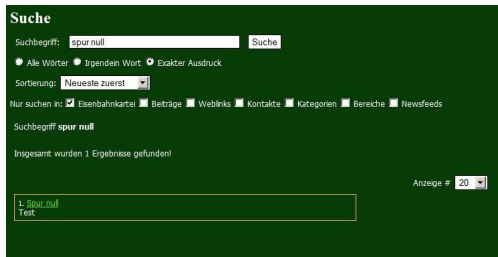 Suche
Suchbegriff: spur null Suche
Alle Wörter Irgendein Wort Exakter Ausdruck
Sortierung: Neueste zuerst
Nur suchen in: Eisenbahnkartei Beiträge Weblinks Kontakte Kategorien Bereiche Newsfeeds
Suchbegriff spur null
Insgesamt wurden 1 Ergebnisse gefunden!
Anzeige # 20
1. Spur null
Test